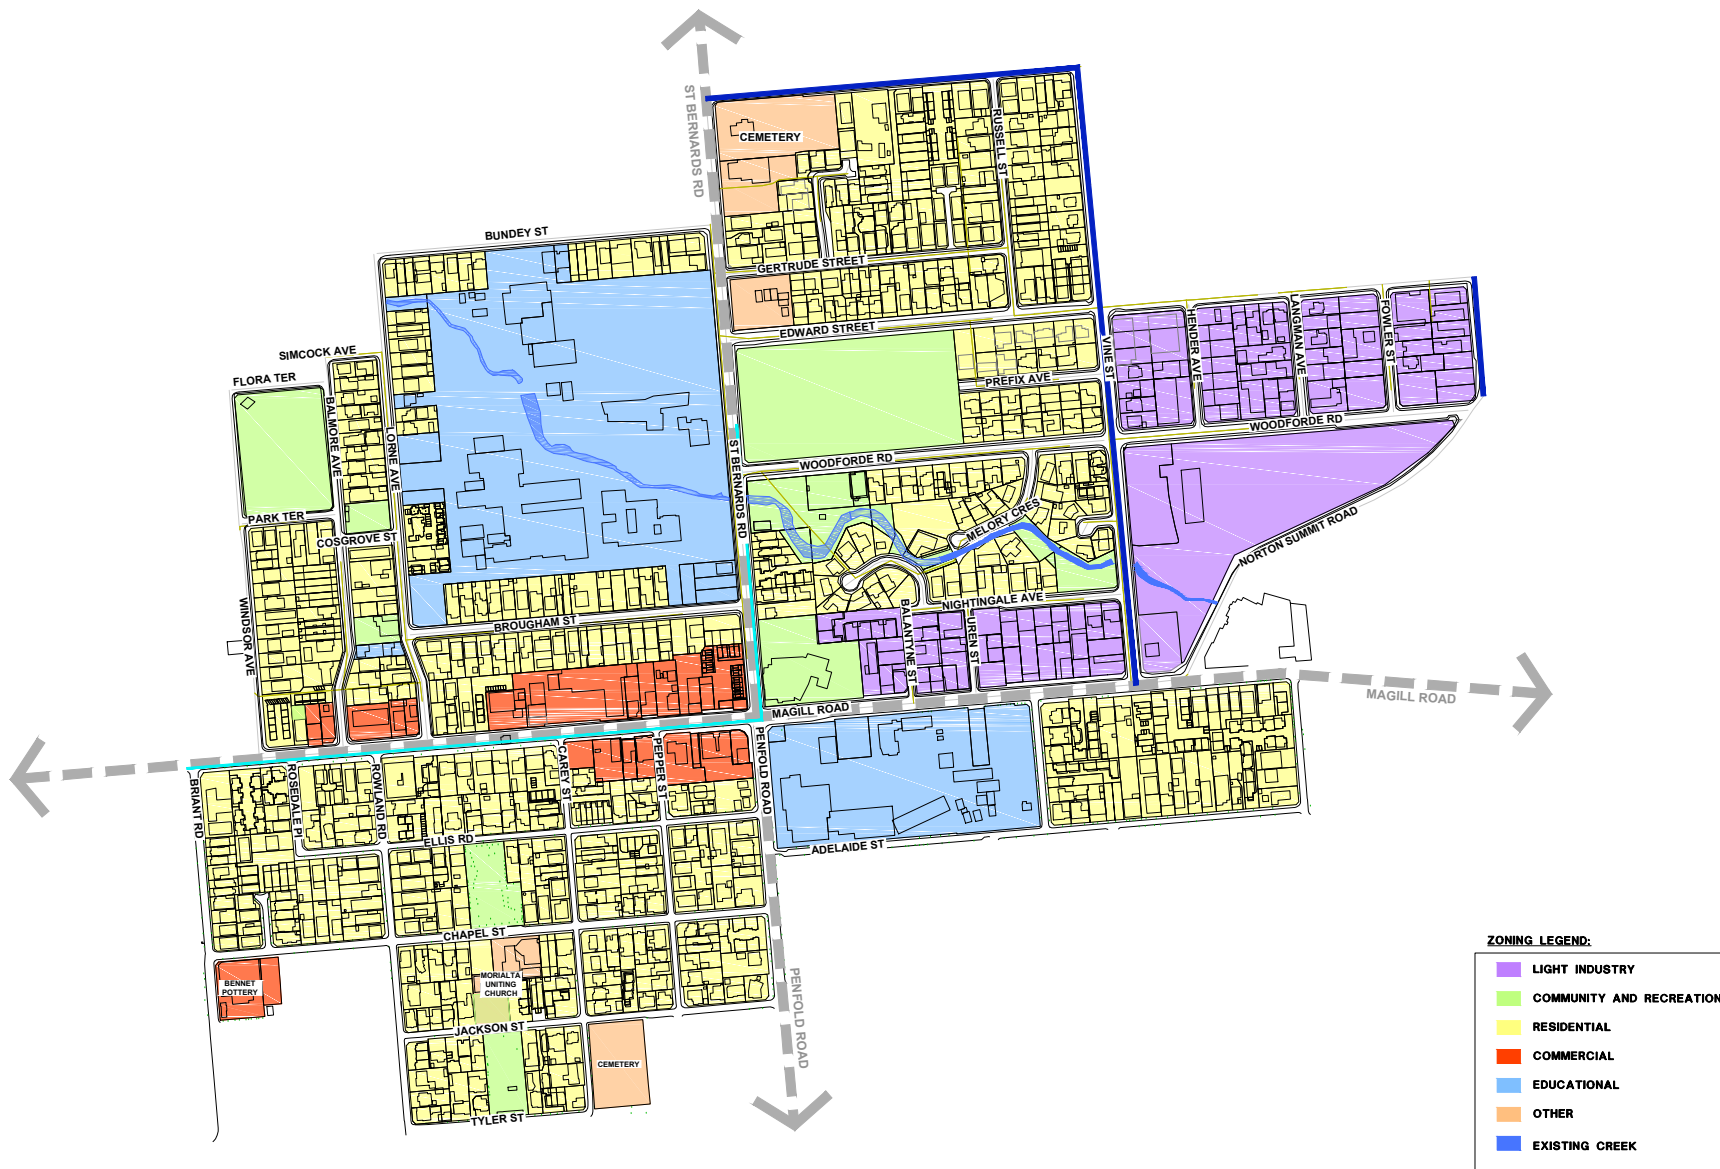 ST BERNARDS RD
CEMETERY
RUSSELL ST
BUNDEY ST
GERTRUDE STREET
EDWARD STREET
SIMCOCK AVE
FLORA TER
BALMORE AVE
LORNE AVE
PREFIX AVE
VINE ST
HENDER AVE
LANGMAN AVE
FOWLER ST
WOODFORDE RD
ST BERNARDS RD
WOODFORDE RD
PARK TER
COSGROVE ST
MELORY CRES
NORTON SUMMIT ROAD
WINDSOR AVE
BROUGHAM ST
NIGHTINGALE AVE
BALANTYNE ST
UREN ST
MAGILL ROAD
MAGILL ROAD
BRIANT RD
ROSEDALE Pl
ROWLAND RD
CAREY ST
PEPPER ST
PENFOLD ROAD
ELLIS RD
ADELAIDE ST
CHAPEL ST
BENNET
POTTERY
MORIALTA
UNITING
CHURCH
JACKSON ST
CEMETERY
PENFOLD ROAD
TYLER ST
ZONING LEGEND:
LIGHT INDUSTRY
COMMUNITY AND RECREATION
RESIDENTIAL
COMMERCIAL
EDUCATIONAL
OTHER
EXISTING CREEK